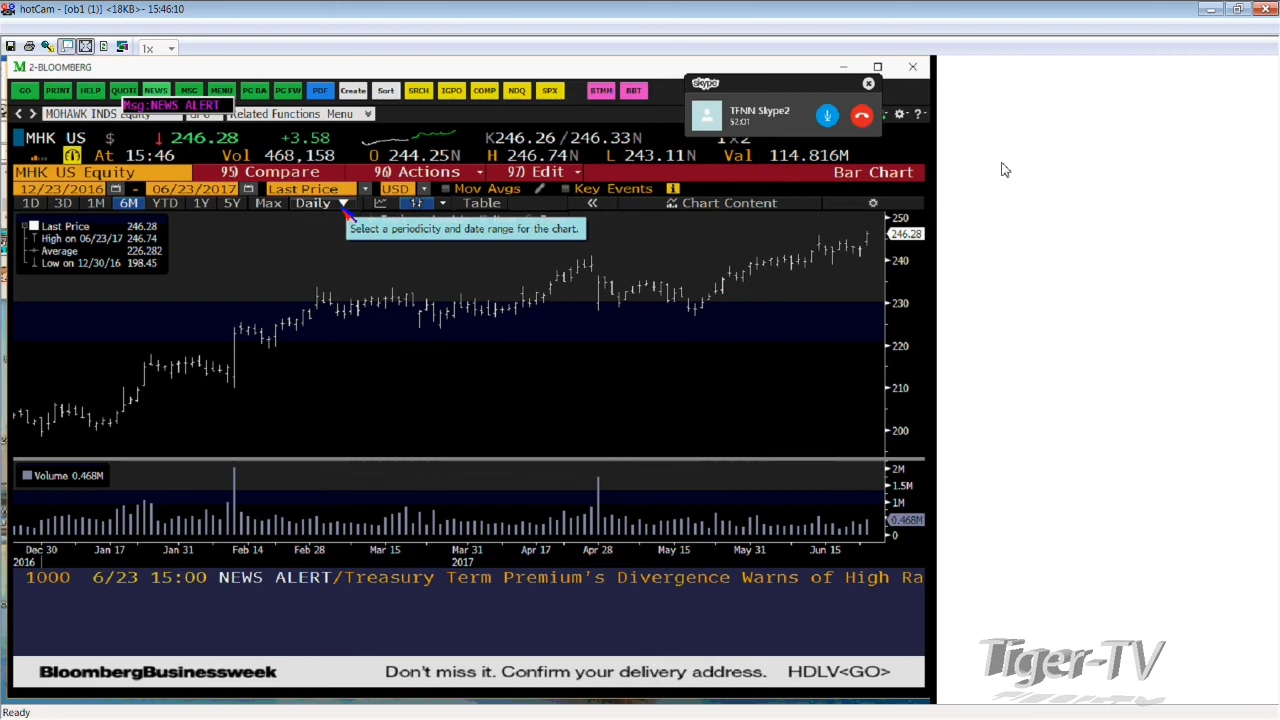 hotCam - [ob1 (1)] <18KB>- 15:46:10
1x
M 2-BLOOMBERG
GO PRINT HELP QUOTE NEWS MSG MENU PG BA PG FW PDF Create Sort SRCH IGPO COMP NDQ SPX BTMM BBT
Msg:NEWS ALERT
skype
TFNN Skype2
52:01
MOHAWK INDS Equity Related Functions Menu
MHK US $ ↓246.28 +3.58 K246.26/246.33N 1x2
At 15:46 Vol 468,158 O 244.25N H 246.74N L 243.11N Val 114.816M
MHK US Equity 95) Compare 96) Actions 97) Edit Bar Chart
12/23/2016 - 06/23/2017 Last Price USD Mov Avgs Key Events i
1D 3D 1M 6M YTD 1Y 5Y Max Daily ▼ Table « Chart Content
Select a periodicity and date range for the chart.
Last Price 246.28
High on 06/23/17 246.74
Average 226.282
Low on 12/30/16 198.45
250
246.28
240
230
220
210
200
Volume 0.468M
2M
1.5M
1M
0.468M
0
Dec 30 Jan 17 Jan 31 Feb 14 Feb 28 Mar 15 Mar 31 Apr 17 Apr 28 May 15 May 31 Jun 15
2016 2017
1000 6/23 15:00 NEWS ALERT/Treasury Term Premium's Divergence Warns of High Ra
BloombergBusinessweek Don't miss it. Confirm your delivery address. HDLV<GO>
Tiger-TV
Ready